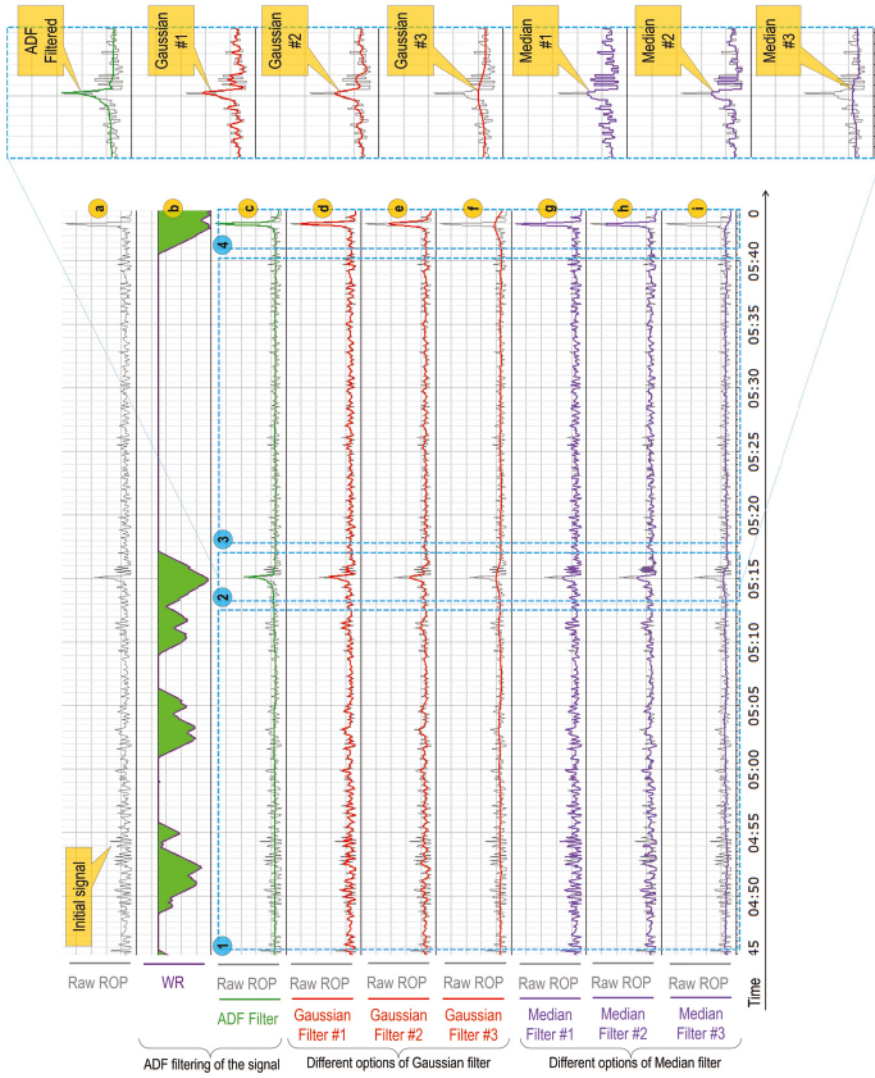 ADF
Filtered
Gaussian
#1
Gaussian
#2
Gaussian
#3
Median
#1
Median
#2
Median
#3
Initial signal
a
b
c
d
e
f
g
h
i
1
2
3
4
Raw ROP
WR
Raw ROP
ADF Filter
Raw ROP
Gaussian
Filter #1
Raw ROP
Gaussian
Filter #2
Raw ROP
Gaussian
Filter #3
Raw ROP
Median
Filter #1
Raw ROP
Median
Filter #2
Raw ROP
Median
Filter #3
ADF filtering of the signal
Different options of Gaussian filter
Different options of Median filter
Time
45
04:50
04:55
05:00
05:05
05:10
05:15
05:20
05:25
05:30
05:35
05:40
0